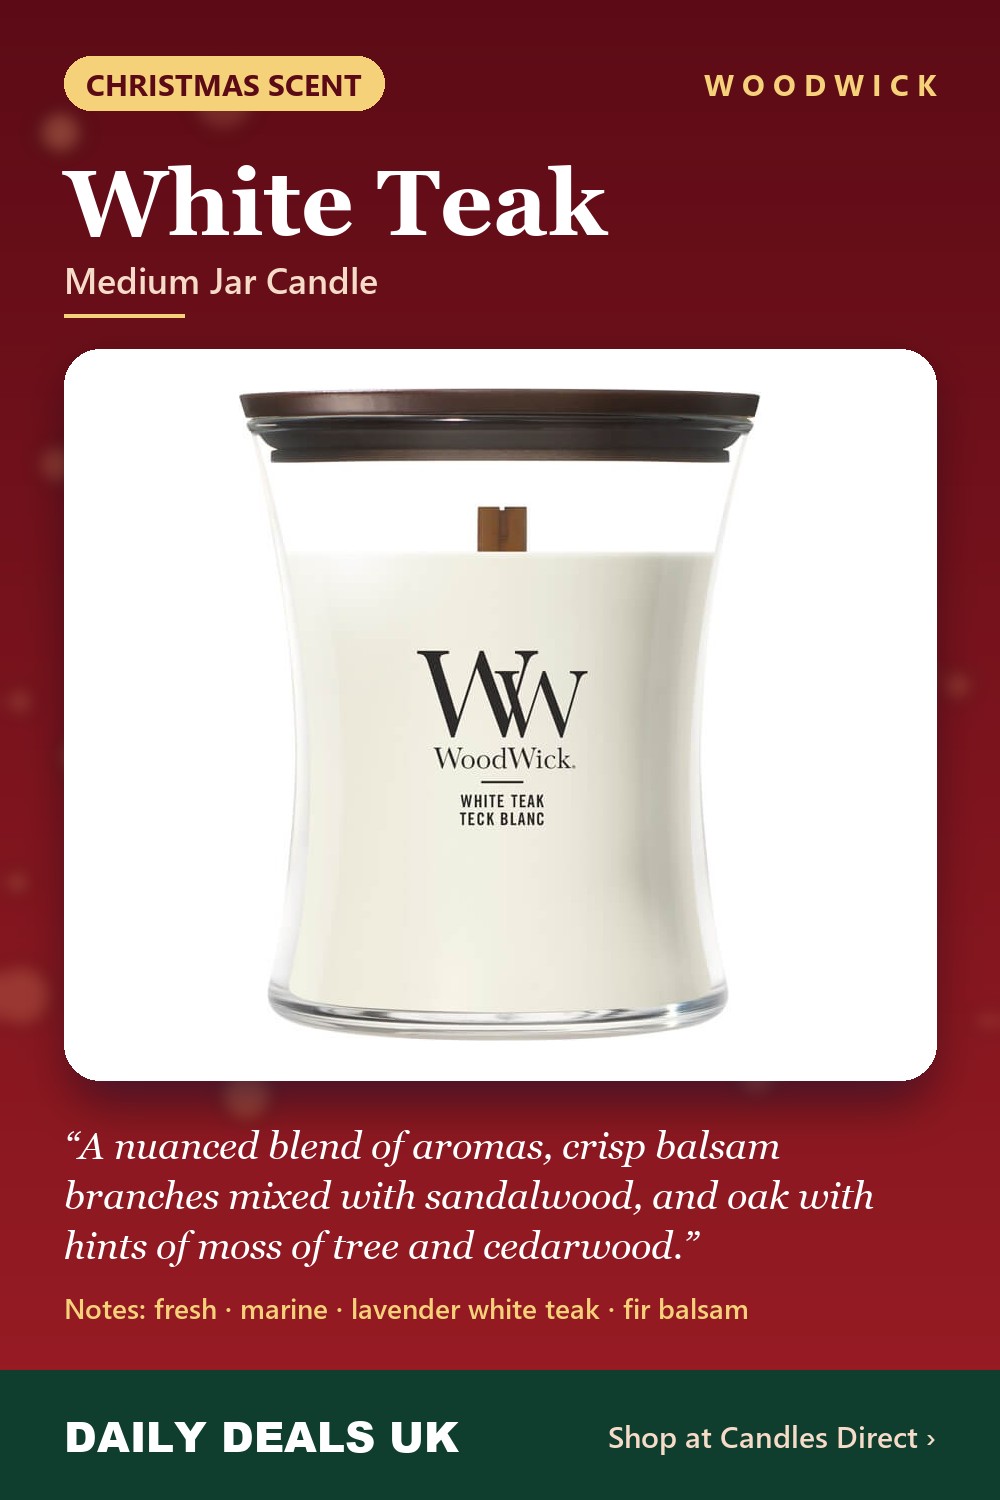 CHRISTMAS SCENT
WOODWICK
White Teak
Medium Jar Candle
WW
WoodWick®
WHITE TEAK
TECK BLANC
“A nuanced blend of aromas, crisp balsam
branches mixed with sandalwood, and oak with
hints of moss of tree and cedarwood.”
Notes: fresh · marine · lavender white teak · fir balsam
DAILY DEALS UK
Shop at Candles Direct ›